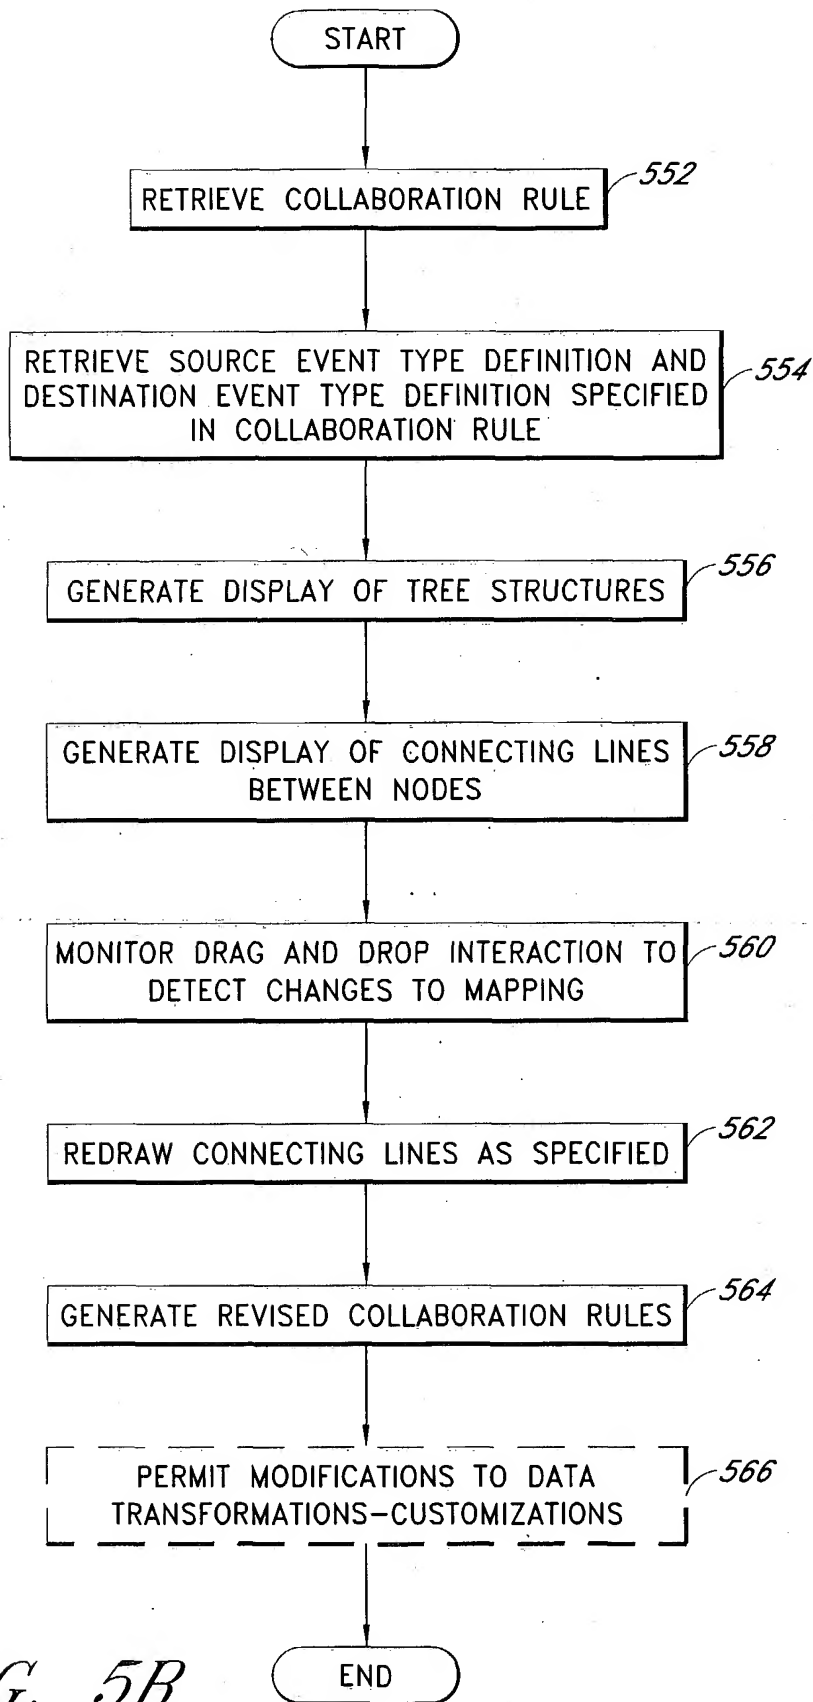 START
RETRIEVE COLLABORATION RULE
552
RETRIEVE SOURCE EVENT TYPE DEFINITION AND
DESTINATION EVENT TYPE DEFINITION SPECIFIED
IN COLLABORATION RULE
554
GENERATE DISPLAY OF TREE STRUCTURES
556
GENERATE DISPLAY OF CONNECTING LINES
BETWEEN NODES
558
MONITOR DRAG AND DROP INTERACTION TO
DETECT CHANGES TO MAPPING
560
REDRAW CONNECTING LINES AS SPECIFIED
562
GENERATE REVISED COLLABORATION RULES
564
PERMIT MODIFICATIONS TO DATA
TRANSFORMATIONS-CUSTOMIZATIONS
566
END
G. 5B